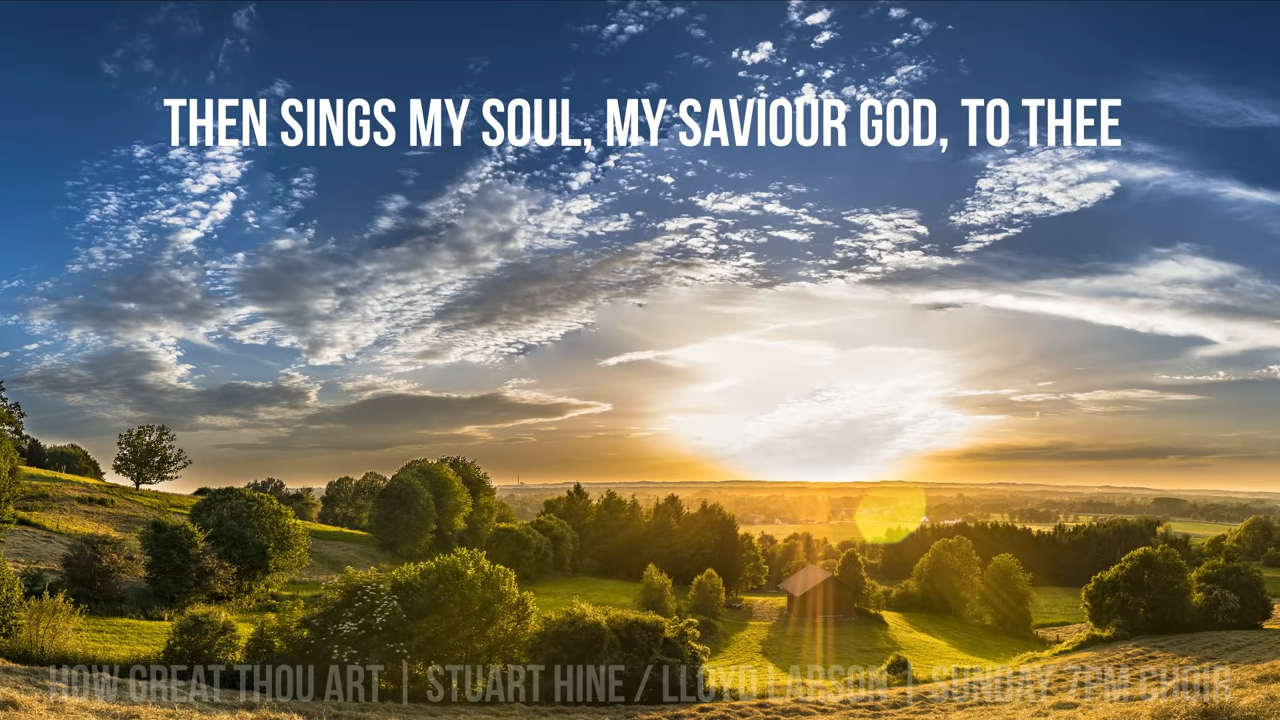 THEN SINGS MY SOUL, MY SAVIOUR GOD, TO THEE
HOW GREAT THOU ART | STUART HINE / LLOYD LARSON | SUNDAY 7PM CHOIR